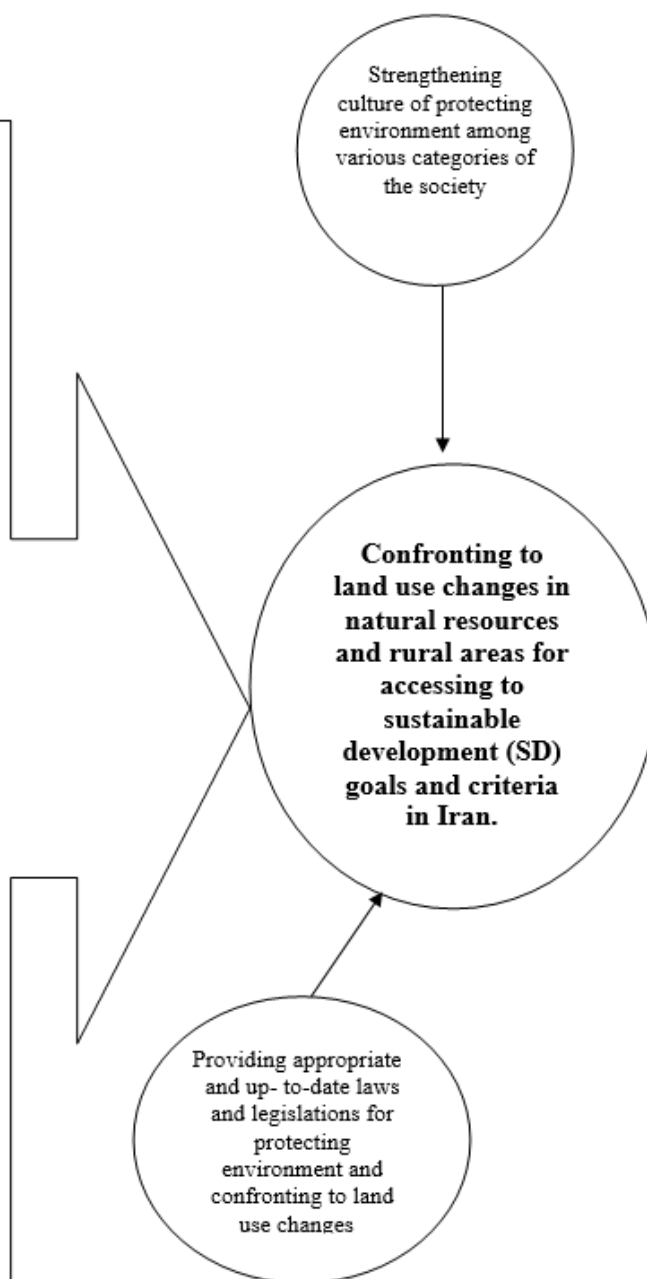 Strengthening
culture of protecting
environment among
various categories of
the society
Confronting to
land use changes in
natural resources
and rural areas for
accessing to
sustainable
development (SD)
goals and criteria
in Iran.
Providing appropriate
and up- to-date laws
and legislations for
protecting
environment and
confronting to land
use changes